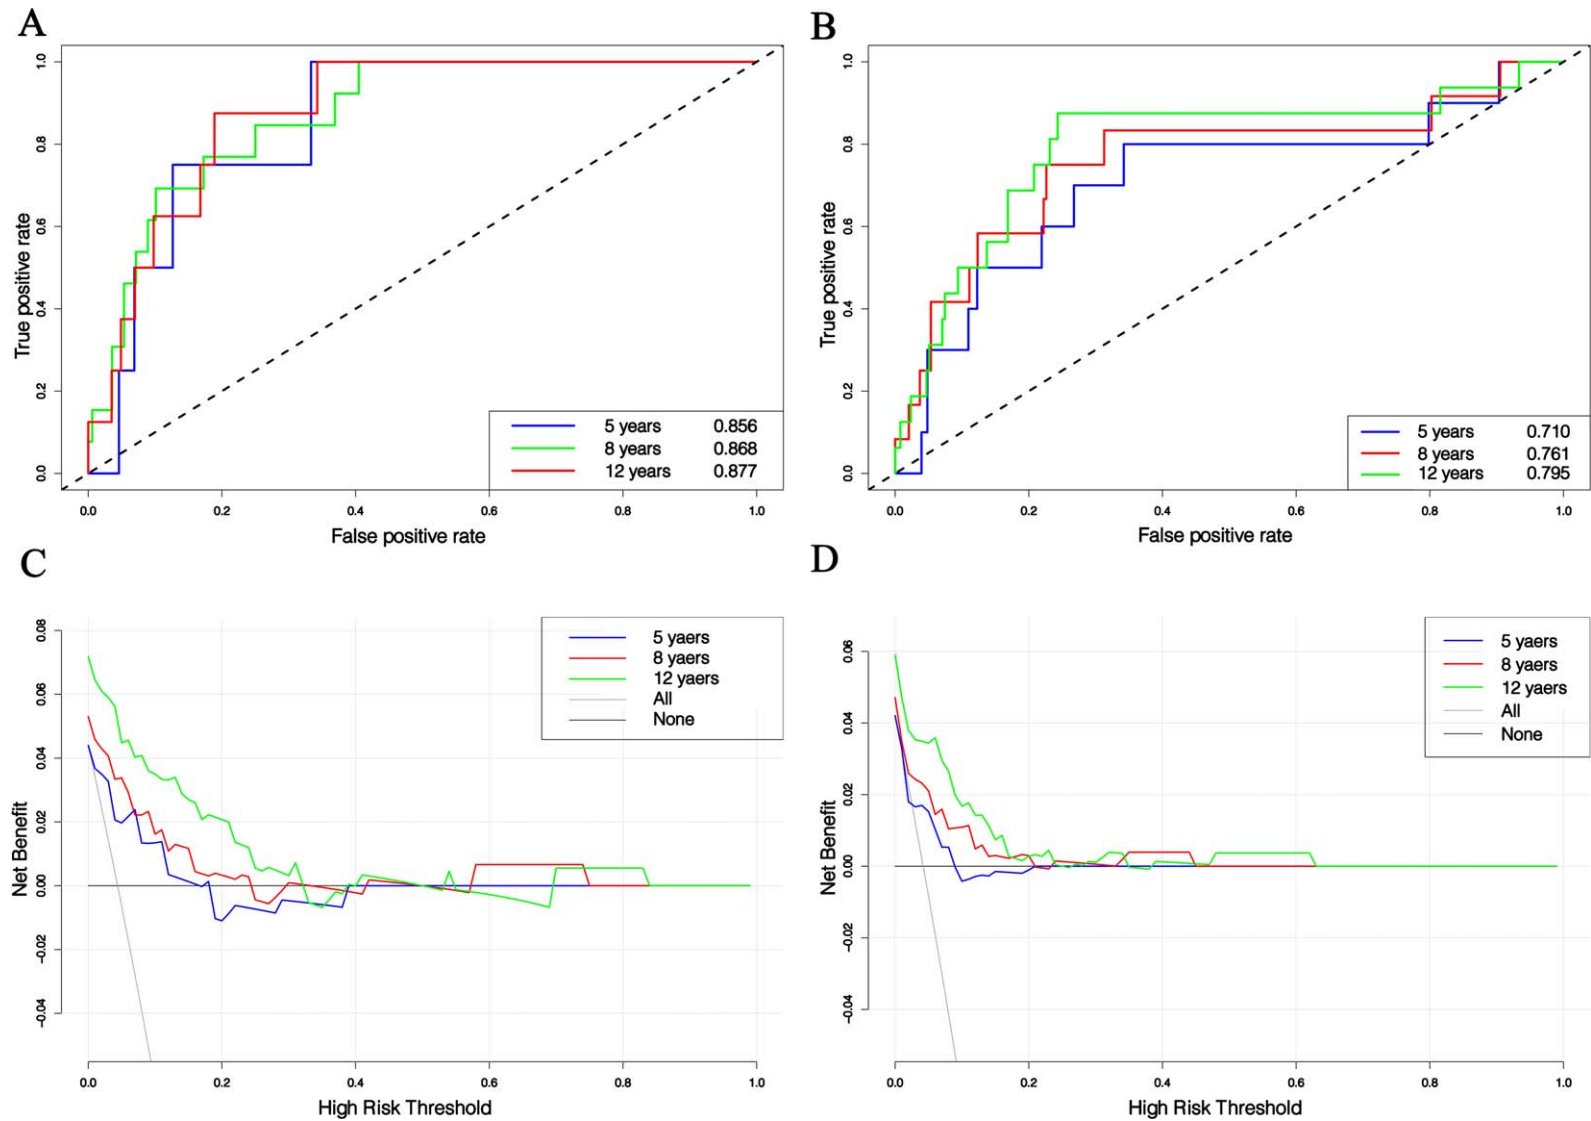 A
True positive rate
1.0
0.8
0.6
0.4
0.2
0.0
5 years 0.856
8 years 0.868
12 years 0.877
0.0 0.2 0.4 0.6 0.8 1.0
False positive rate
B
True positive rate
1.0
0.8
0.6
0.4
0.2
0.0
5 years 0.710
8 years 0.761
12 years 0.795
0.0 0.2 0.4 0.6 0.8 1.0
False positive rate
C
Net Benefit
0.08
0.06
0.04
0.02
0.00
-0.02
-0.04
5 yaers
8 yaers
12 yaers
All
None
0.0 0.2 0.4 0.6 0.8 1.0
High Risk Threshold
D
Net Benefit
0.06
0.04
0.02
0.00
-0.02
-0.04
5 yaers
8 yaers
12 yaers
All
None
0.0 0.2 0.4 0.6 0.8 1.0
High Risk Threshold